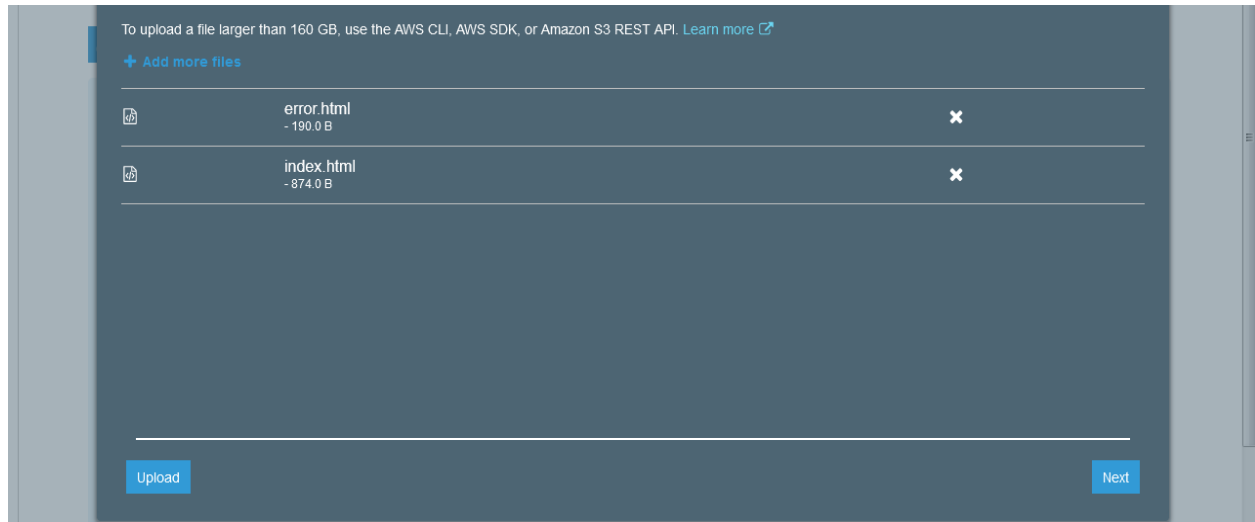 To upload a file larger than 160 GB, use the AWS CLI, AWS SDK, or Amazon S3 REST API. Learn more
Add more files
error.html
- 190.0 B
index.html
- 874.0 B
Upload
Next